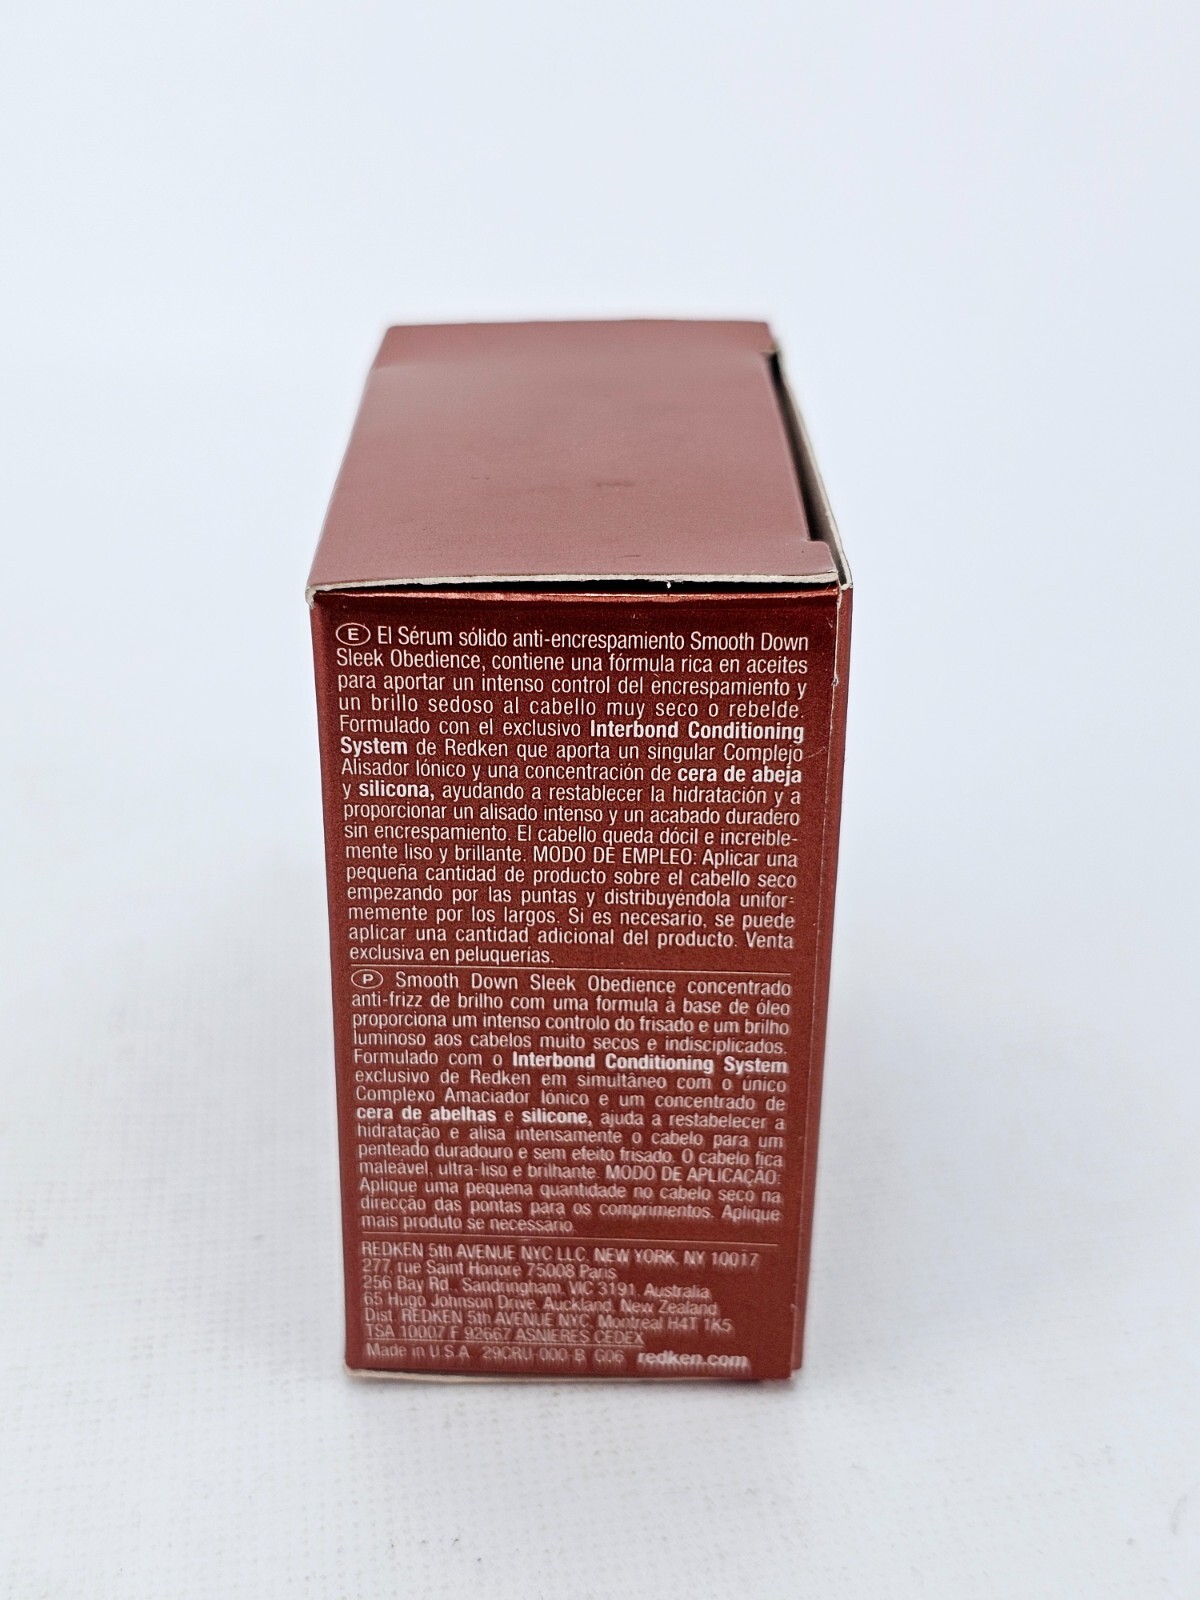 E El Sérum sólido anti-encrespamiento Smooth Down
Sleek Obedience, contiene una fórmula rica en aceites
para aportar un intenso control del encrespamiento y
un brillo sedoso al cabello muy seco o rebelde.
Formulado con el exclusivo Interbond Conditioning
System de Redken que aporta un singular Complejo
Alisador Iónico y una concentración de cera de abeja
y silicona, ayudando a restablecer la hidratación y a
proporcionar un alisado intenso y un acabado duradero
sin encrespamiento. El cabello queda dócil e increible-
mente liso y brillante. MODO DE EMPLEO: Aplicar una
pequeña cantidad de producto sobre el cabello seco
empezando por las puntas y distribuyéndola unifor-
memente por los largos. Si es necesario, se puede
aplicar una cantidad adicional del producto. Venta
exclusiva en peluquerías.
P Smooth Down Sleek Obedience concentrado
anti-frizz de brilho com uma formula à base de óleo
proporciona um intenso controlo do frisado e um brilho
luminoso aos cabelos muito secos e indisciplicados.
Formulado com o Interbond Conditioning System
exclusivo de Redken em simultâneo com o único
Complexo Amaciador Iónico e um concentrado de
cera de abelhas e silicone, ajuda a restabelecer a
hidratação e alisa intensamente o cabelo para um
penteado duradouro e sem efeito frisado. O cabelo fica
maleável, ultra-liso e brilhante. MODO DE APLICAÇÃO:
Aplique uma pequena quantidade no cabelo seco na
direcção das pontas para os comprimentos. Aplique
mais produto se necessário.
REDKEN 5th AVENUE NYC LLC. NEW YORK, NY 10017
277, rue Saint Honore 75008 Paris
256 Bay Rd., Sandringham, VIC 3191, Australia
65 Hugo Johnson Drive, Auckland, New Zealand
Dist. REDKEN 5th AVENUE NYC, Montreal H4T 1K5
TSA 10007 F 92667 ASNIERES CEDEX
Made in U.S.A. 29CRU-000-B G06 redken.com